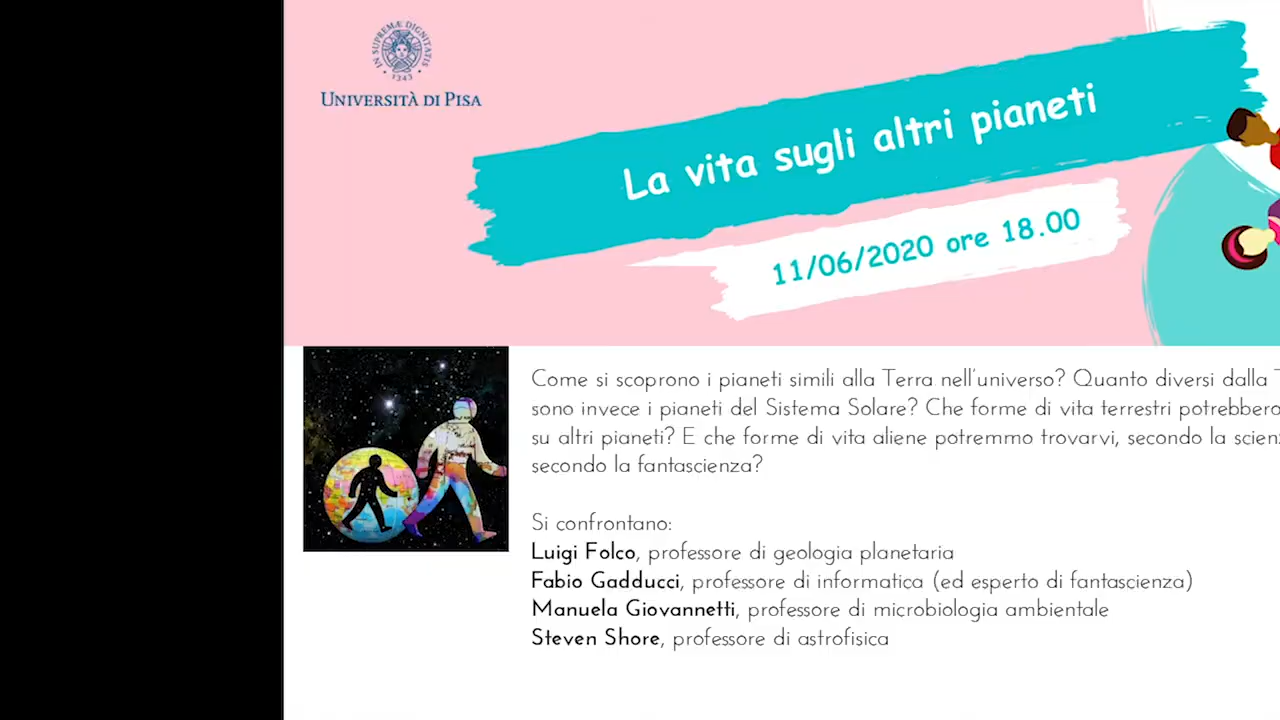 IN SUPREMÆ DIGNITATIS
1343
UNIVERSITÀ DI PISA
La vita sugli altri pianeti
11/06/2020 ore 18.00
Come si scoprono i pianeti simili alla Terra nell'universo? Quanto diversi dalla
sono invece i pianeti del Sistema Solare? Che forme di vita terrestri potrebbero
su altri pianeti? E che forme di vita aliene potremmo trovarvi, secondo la
secondo la fantascienza?
Si confrontano:
Luigi Folco, professore di geologia planetaria
Fabio Gadducci, professore di informatica (ed esperto di fantascienza)
Manuela Giovannetti, professore di microbiologia ambientale
Steven Shore, professore di astrofisica